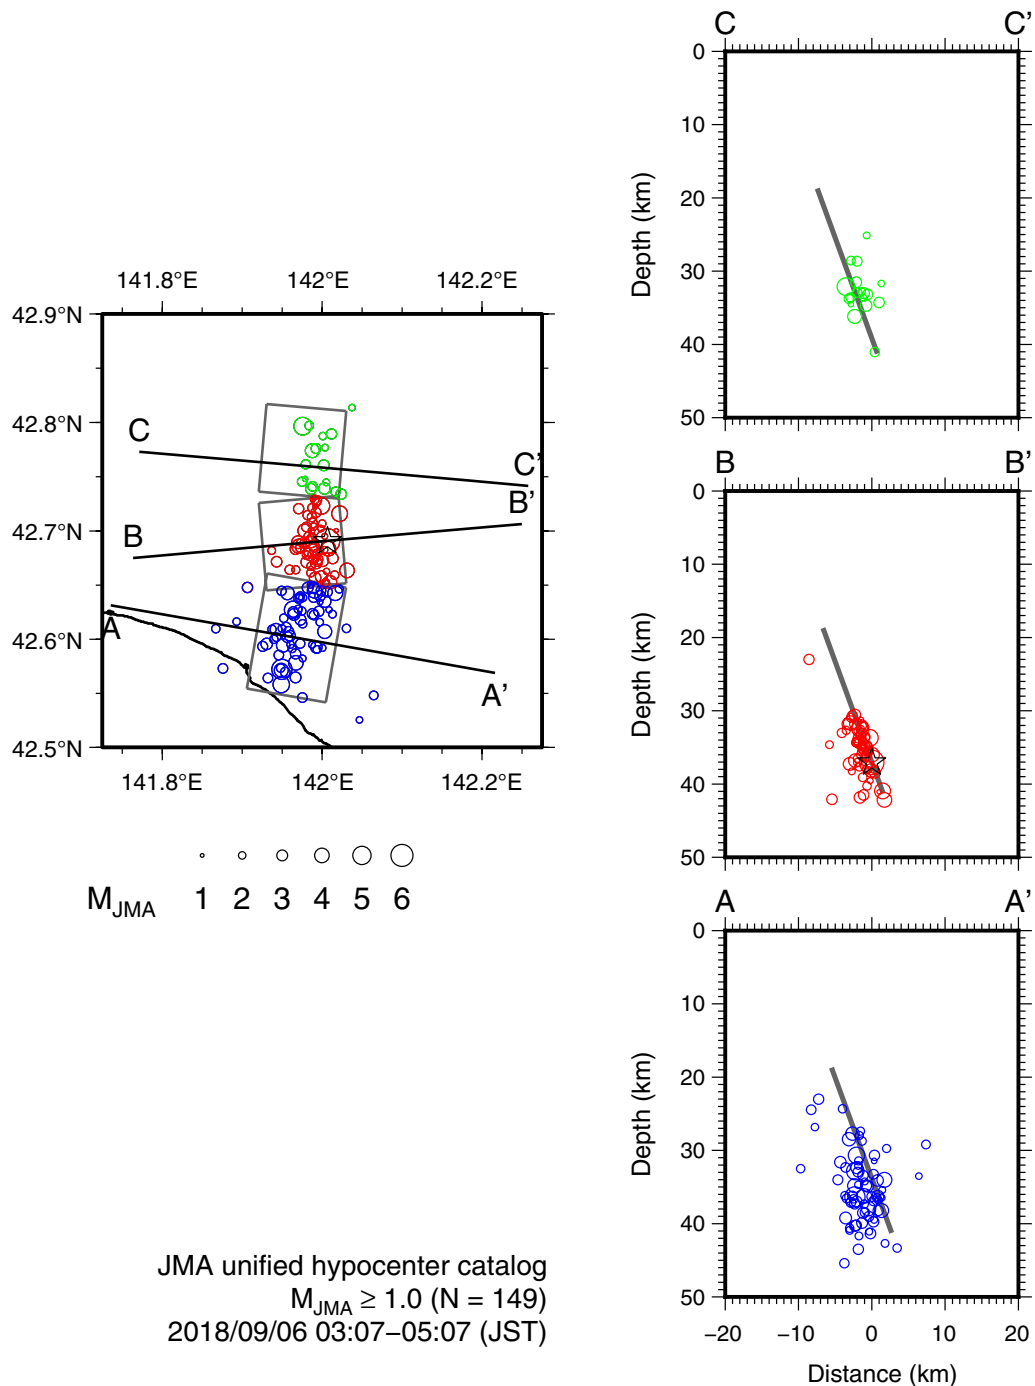 C C'
0
10
20
30
40
50
Depth (km)
141.8°E 142°E 142.2°E
42.9°N
42.8°N
42.7°N
42.6°N
42.5°N
C
C'
B'
B
A
A'
141.8°E 142°E 142.2°E
M_JMA 1 2 3 4 5 6
B B'
0
10
20
30
40
50
Depth (km)
A A'
0
10
20
30
40
50
Depth (km)
−20 −10 0 10 20
Distance (km)
JMA unified hypocenter catalog
M_JMA ≥ 1.0 (N = 149)
2018/09/06 03:07−05:07 (JST)